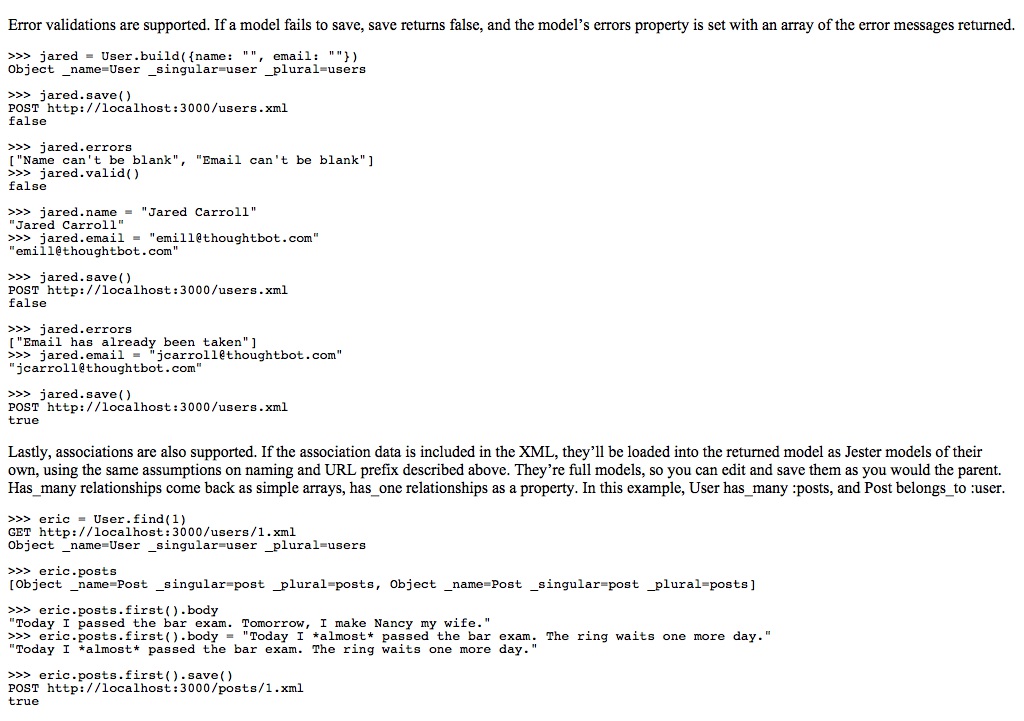 Error validations are supported. If a model fails to save, save returns false, and the model’s errors property is set with an array of the error messages returned.
>>> jared = User.build({name: "", email: ""})
Object _name=User _singular=user _plural=users
>>> jared.save()
POST http://localhost:3000/users.xml
false
>>> jared.errors
["Name can't be blank", "Email can't be blank"]
>>> jared.valid()
false
>>> jared.name = "Jared Carroll"
"Jared Carroll"
>>> jared.email = "emill@thoughtbot.com"
"emill@thoughtbot.com"
>>> jared.save()
POST http://localhost:3000/users.xml
false
>>> jared.errors
["Email has already been taken"]
>>> jared.email = "jcarroll@thoughtbot.com"
"jcarroll@thoughtbot.com"
>>> jared.save()
POST http://localhost:3000/users.xml
true
Lastly, associations are also supported. If the association data is included in the XML, they’ll be loaded into the returned model as Jester models of their
own, using the same assumptions on naming and URL prefix described above. They’re full models, so you can edit and save them as you would the parent.
Has_many relationships come back as simple arrays, has_one relationships as a property. In this example, User has_many :posts, and Post belongs_to :user.
>>> eric = User.find(1)
GET http://localhost:3000/users/1.xml
Object _name=User _singular=user _plural=users
>>> eric.posts
[Object _name=Post _singular=post _plural=posts, Object _name=Post _singular=post _plural=posts]
>>> eric.posts.first().body
"Today I passed the bar exam. Tomorrow, I make Nancy my wife."
>>> eric.posts.first().body = "Today I *almost* passed the bar exam. The ring waits one more day."
"Today I *almost* passed the bar exam. The ring waits one more day."
>>> eric.posts.first().save()
POST http://localhost:3000/posts/1.xml
true